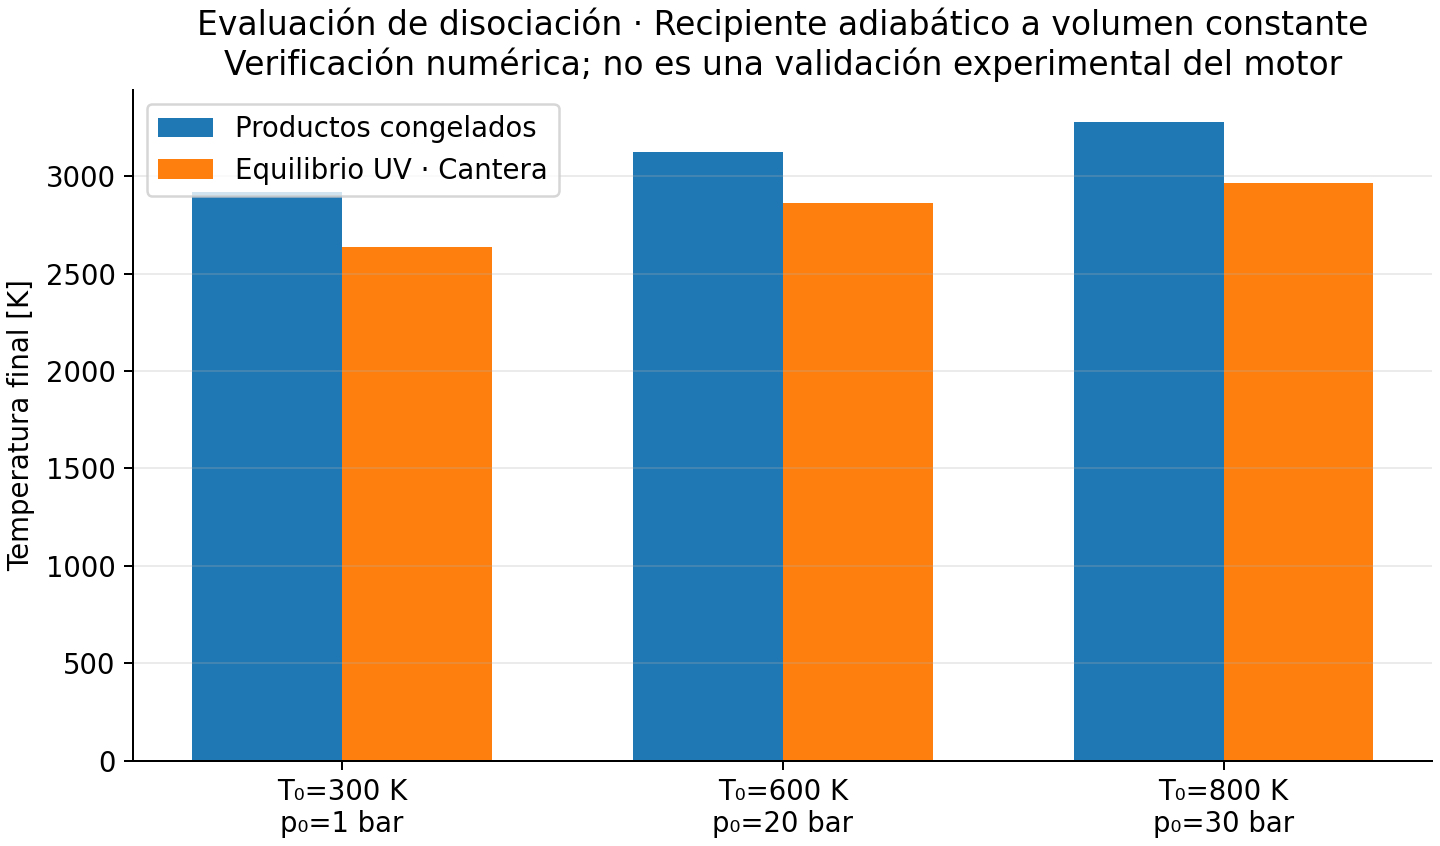 Evaluación de disociación · Recipiente adiabático a volumen constante
Verificación numérica; no es una validación experimental del motor
Productos congelados
Equilibrio UV · Cantera
Temperatura final [K]
3000
2500
2000
1500
1000
500
0
T₀=300 K
p₀=1 bar
T₀=600 K
p₀=20 bar
T₀=800 K
p₀=30 bar